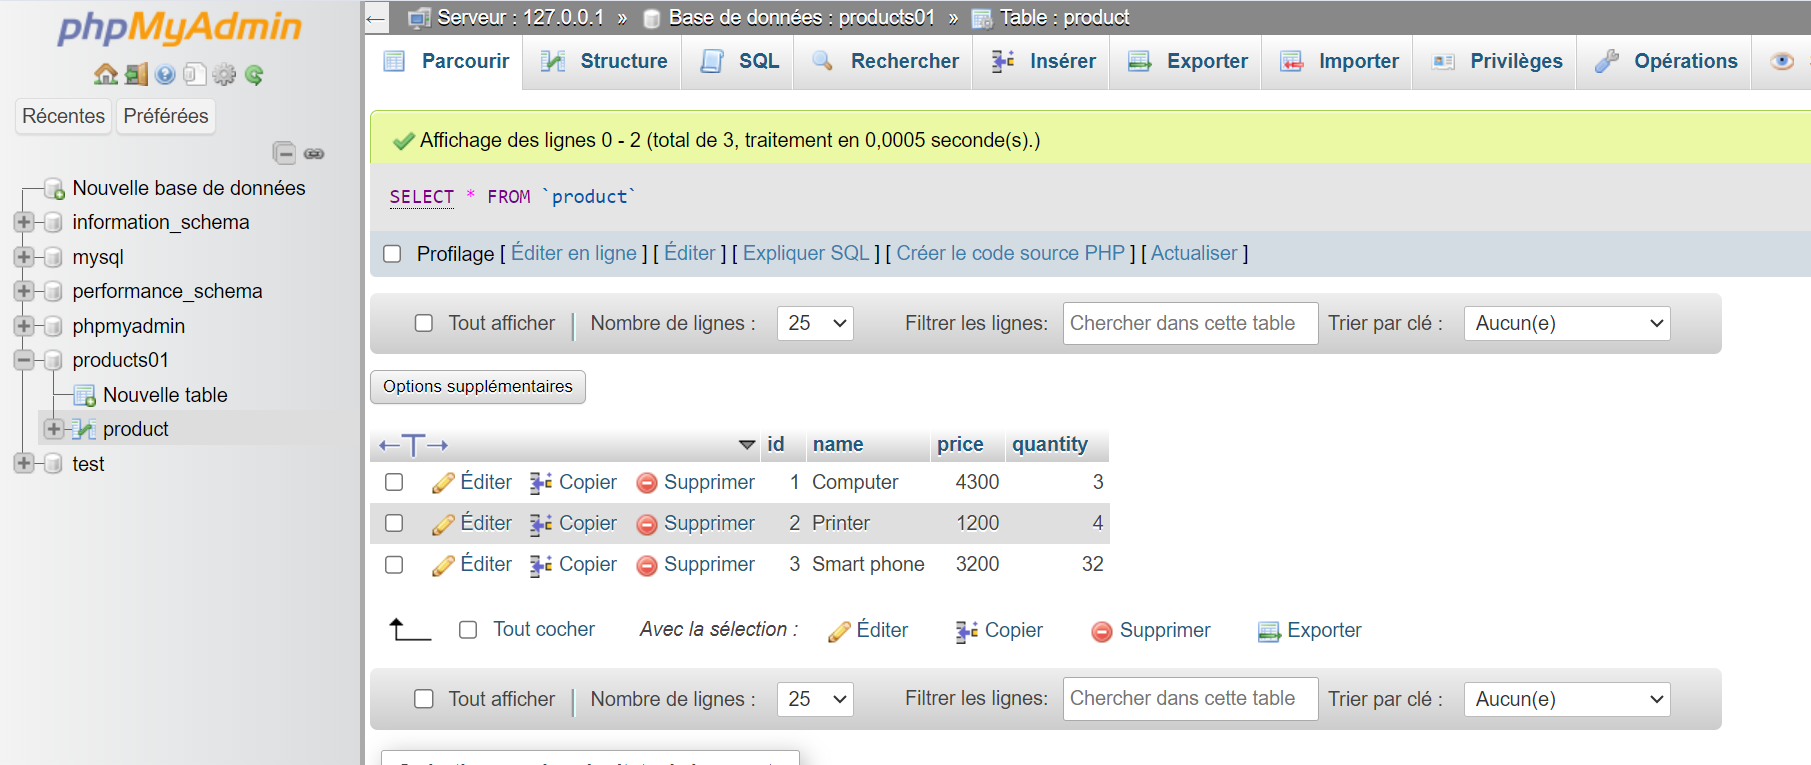 phpMyAdmin
Récentes Préférées
Nouvelle base de données
information_schema
mysql
performance_schema
phpmyadmin
products01
Nouvelle table
product
test
Serveur : 127.0.0.1 » Base de données : products01 » Table : product
Parcourir Structure SQL Rechercher Insérer Exporter Importer Privilèges Opérations
Affichage des lignes 0 - 2 (total de 3, traitement en 0,0005 seconde(s).)
SELECT * FROM `product`
Profilage [ Éditer en ligne ] [ Éditer ] [ Expliquer SQL ] [ Créer le code source PHP ] [ Actualiser ]
Tout afficher | Nombre de lignes : 25 Filtrer les lignes: Chercher dans cette table Trier par clé : Aucun(e)
Options supplémentaires
←T→ id name price quantity
Éditer Copier Supprimer 1 Computer 4300 3
Éditer Copier Supprimer 2 Printer 1200 4
Éditer Copier Supprimer 3 Smart phone 3200 32
Tout cocher Avec la sélection : Éditer Copier Supprimer Exporter
Tout afficher | Nombre de lignes : 25 Filtrer les lignes: Chercher dans cette table Trier par clé : Aucun(e)